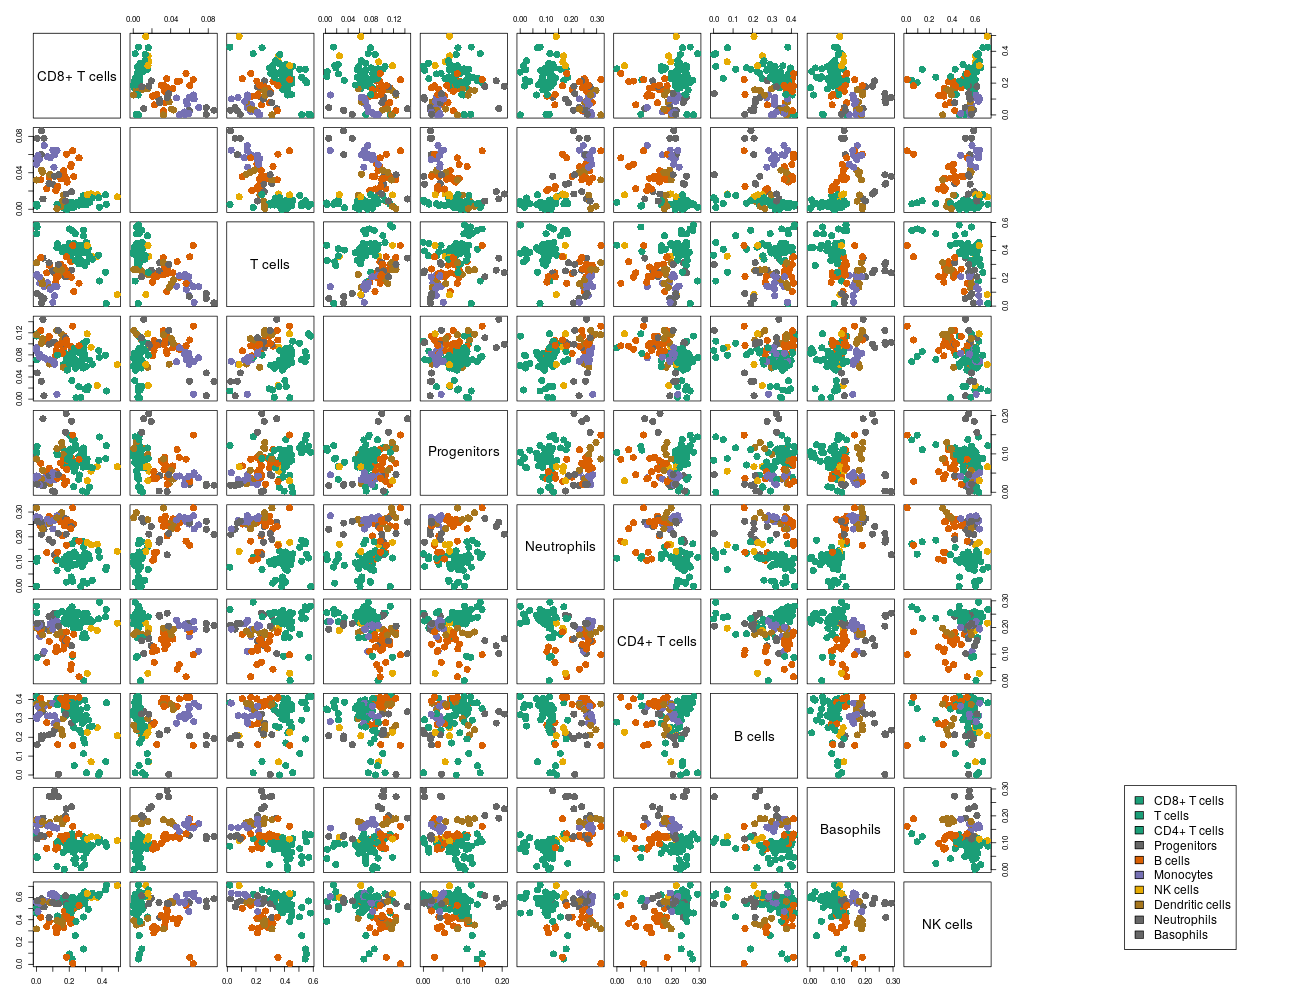 0.00 0.04 0.08 0.00 0.06 0.12 0.00 0.10 0.20 0.30 0.0 0.1 0.2 0.3 0.4 0.0 0.2 0.4 0.6
CD8+ T cells
0.0 0.2 0.4
0.00 0.04 0.08
T cells
0.0 0.2 0.4 0.6
0.00 0.04 0.08 0.12
Progenitors
0.00 0.10 0.20
0.00 0.10 0.20 0.30
Neutrophils
CD4+ T cells
0.00 0.10 0.20 0.30
0.0 0.1 0.2 0.3 0.4
B cells
Basophils
0.00 0.10 0.20 0.30
0.0 0.2 0.4 0.6
NK cells
0.0 0.2 0.4 0.0 0.2 0.4 0.6 0.00 0.10 0.20 0.00 0.10 0.20 0.30 0.00 0.10 0.20 0.30
CD8+ T cells
T cells
CD4+ T cells
Progenitors
B cells
Monocytes
NK cells
Dendritic cells
Neutrophils
Basophils